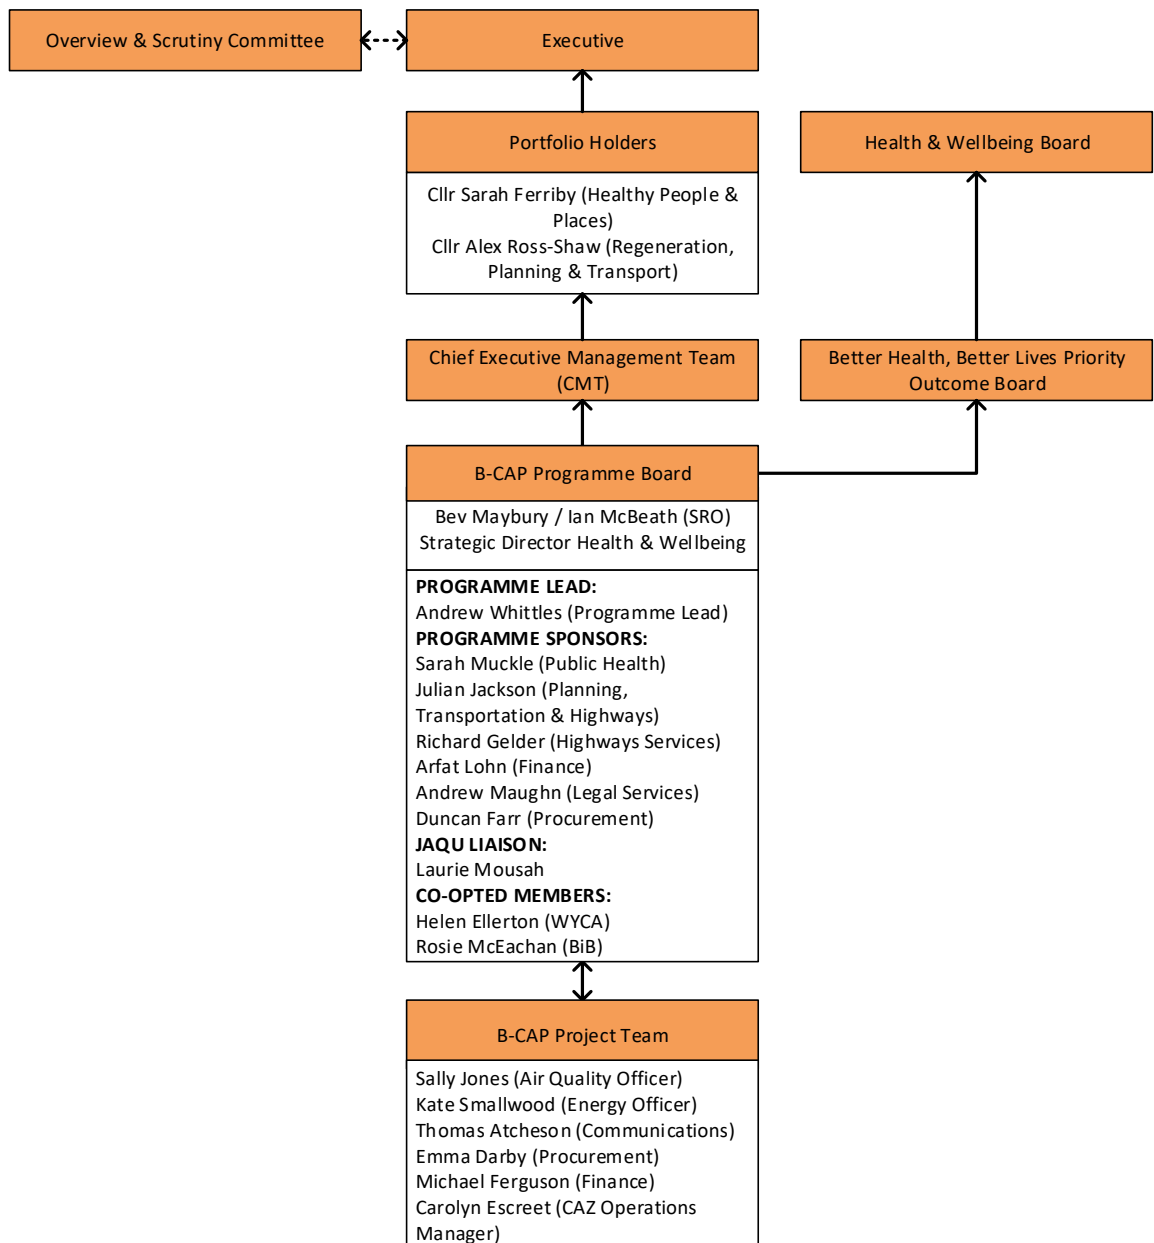 Overview & Scrutiny Committee
Executive
Portfolio Holders
Health & Wellbeing Board
Cllr Sarah Ferriby (Healthy People &
Places)
Cllr Alex Ross-Shaw (Regeneration,
Planning & Transport)
Chief Executive Management Team
(CMT)
Better Health, Better Lives Priority
Outcome Board
B-CAP Programme Board
Bev Maybury / Ian McBeath (SRO)
Strategic Director Health & Wellbeing
PROGRAMME LEAD:
Andrew Whittles (Programme Lead)
PROGRAMME SPONSORS:
Sarah Muckle (Public Health)
Julian Jackson (Planning,
Transportation & Highways)
Richard Gelder (Highways Services)
Arfat Lohn (Finance)
Andrew Maughn (Legal Services)
Duncan Farr (Procurement)
JAQU LIAISON:
Laurie Mousah
CO-OPTED MEMBERS:
Helen Ellerton (WYCA)
Rosie McEachan (BiB)
B-CAP Project Team
Sally Jones (Air Quality Officer)
Kate Smallwood (Energy Officer)
Thomas Atcheson (Communications)
Emma Darby (Procurement)
Michael Ferguson (Finance)
Carolyn Escreet (CAZ Operations
Manager)